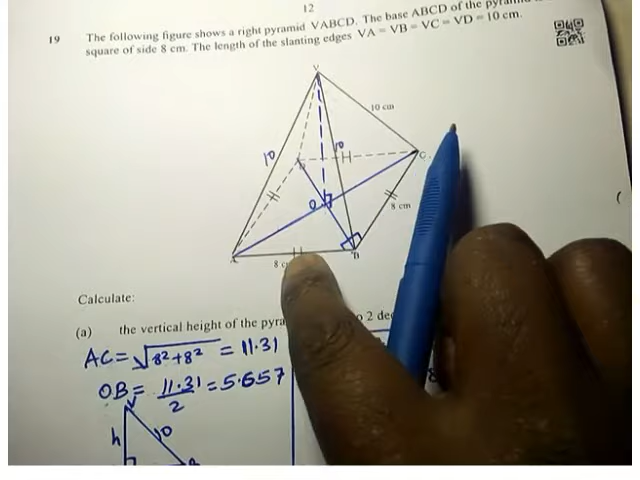 12
19 The following figure shows a right pyramid VABCD. The base ABCD of the
square of side 8 cm. The length of the slanting edges VA = VB = VC = VD = 10 cm.
V
10 cm
10
10
C
O
8 cm
A
B
8 c
Calculate:
(a) the vertical height of the pyra 2 dec
AC = √8²+8² = 11.31
OB = 11.31/2 = 5.657
V
h
10